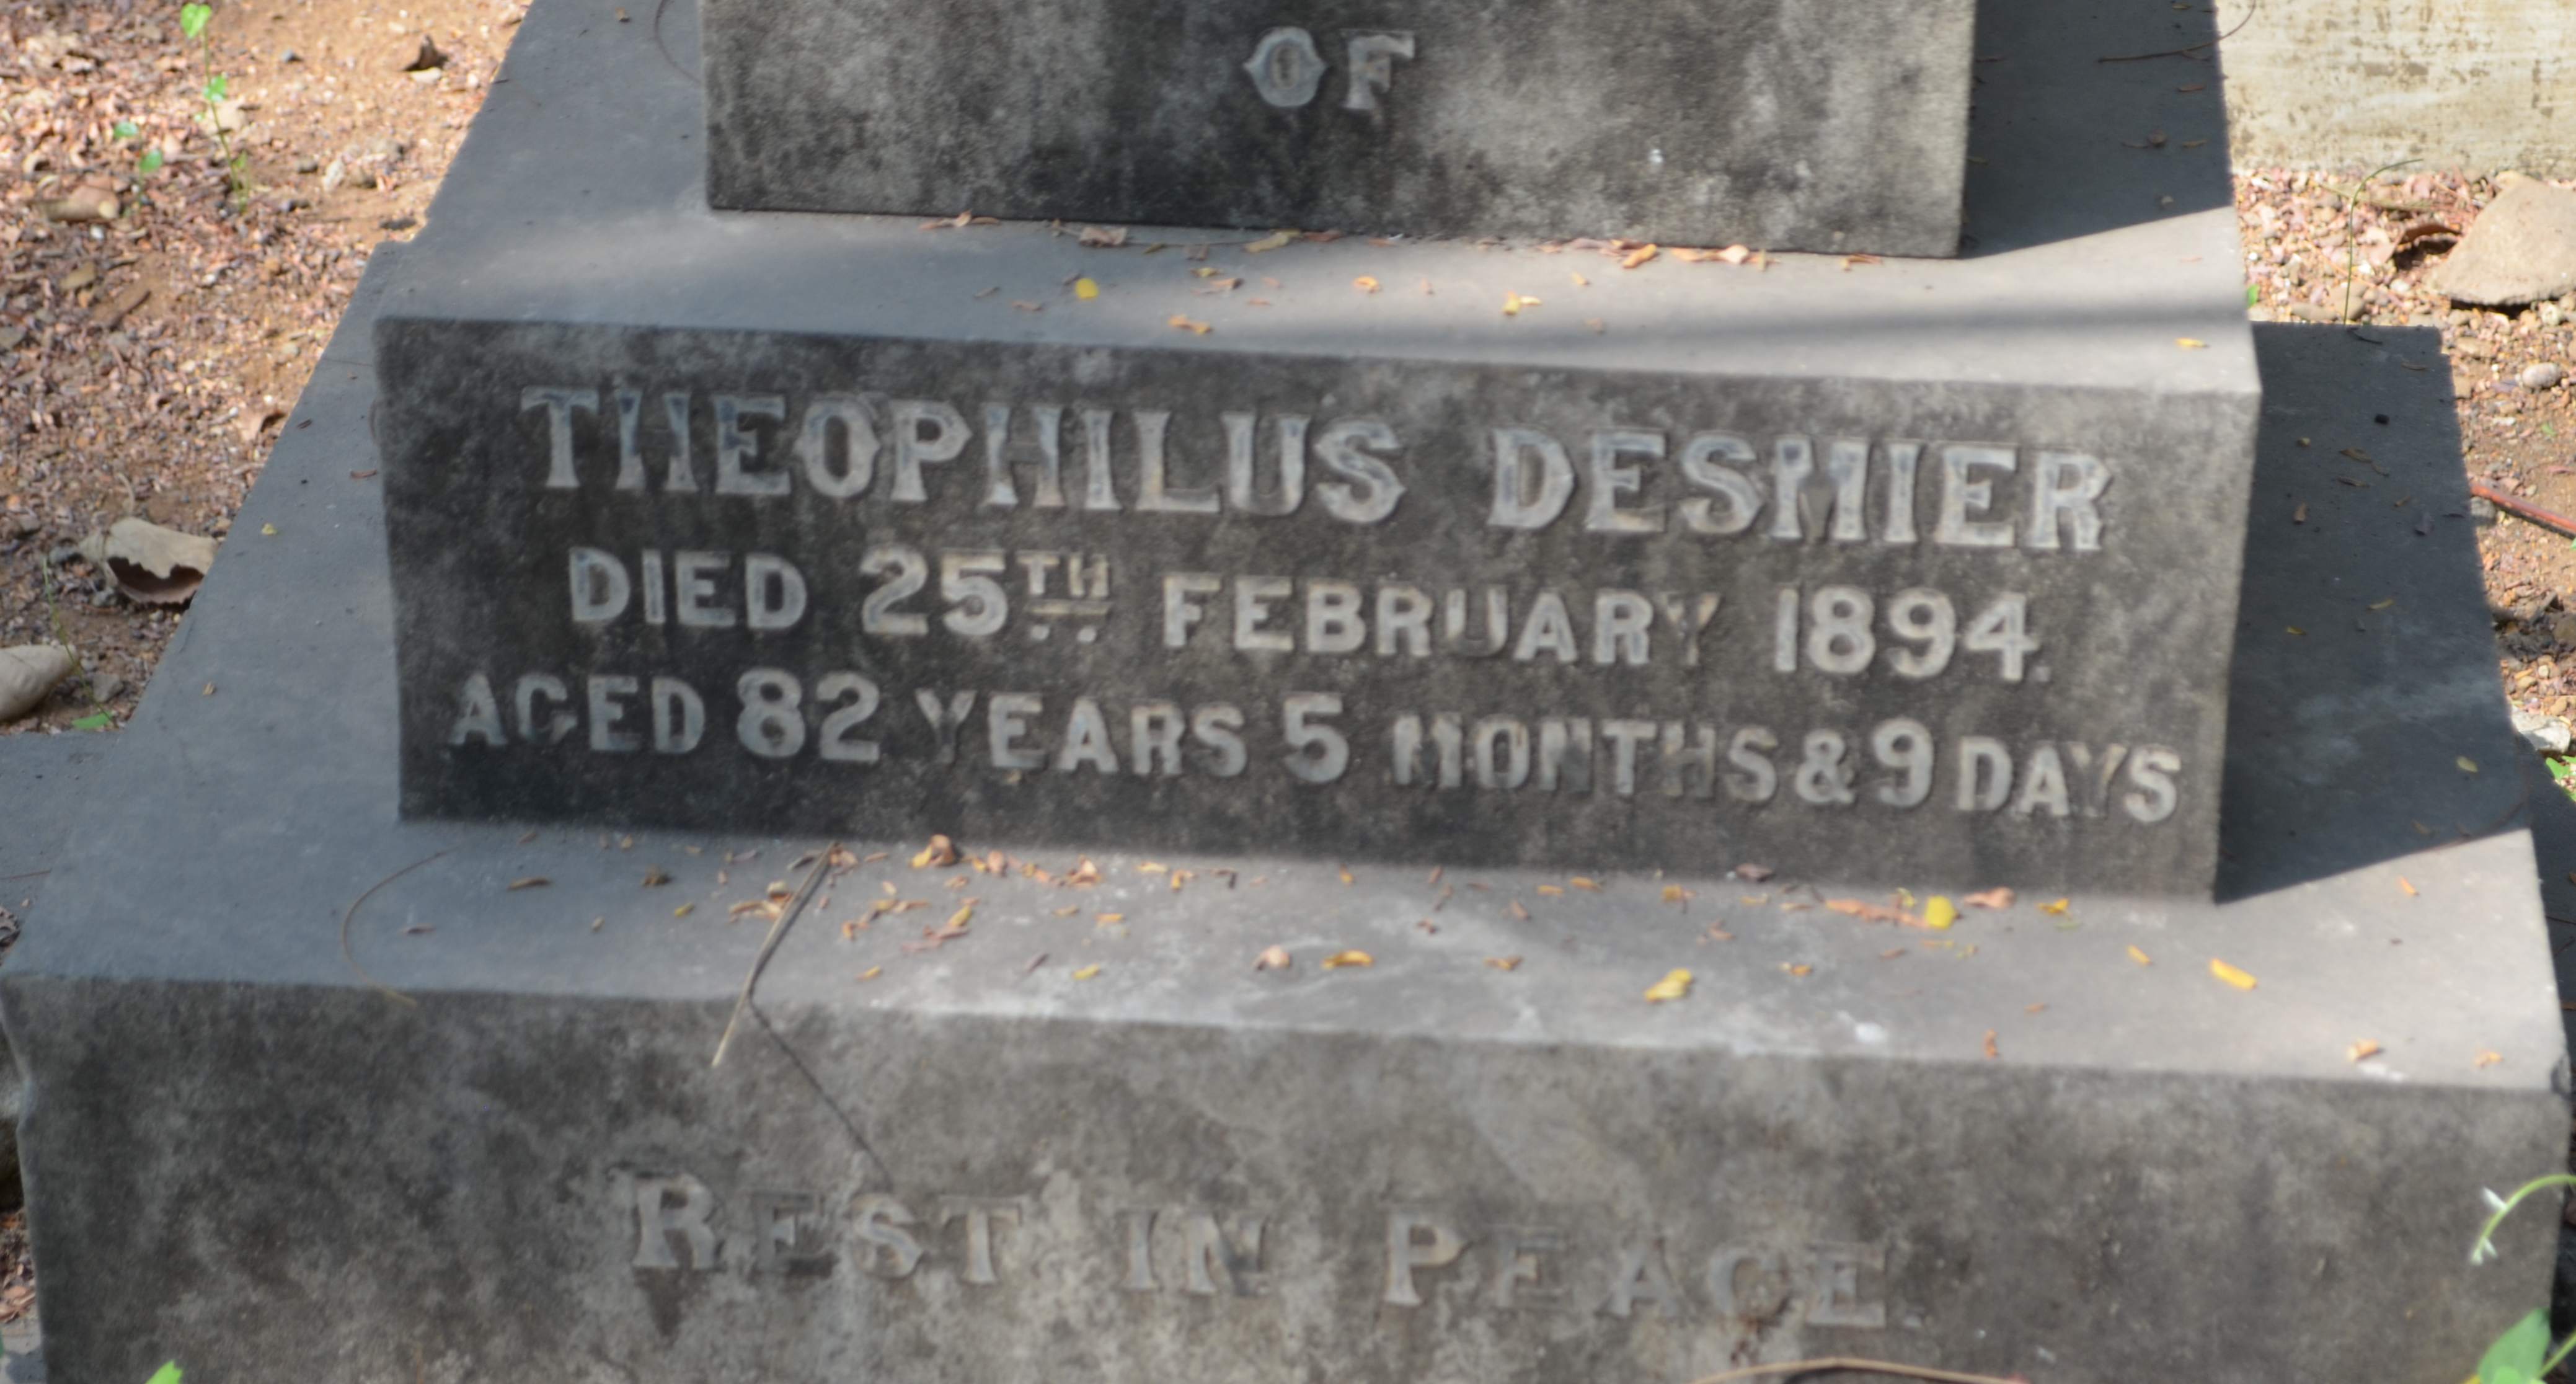 OF
THEOPHILUS DESMIER
DIED 25TH FEBRUARY 1894.
AGED 82 YEARS 5 MONTHS & 9 DAYS
REST IN PEACE.